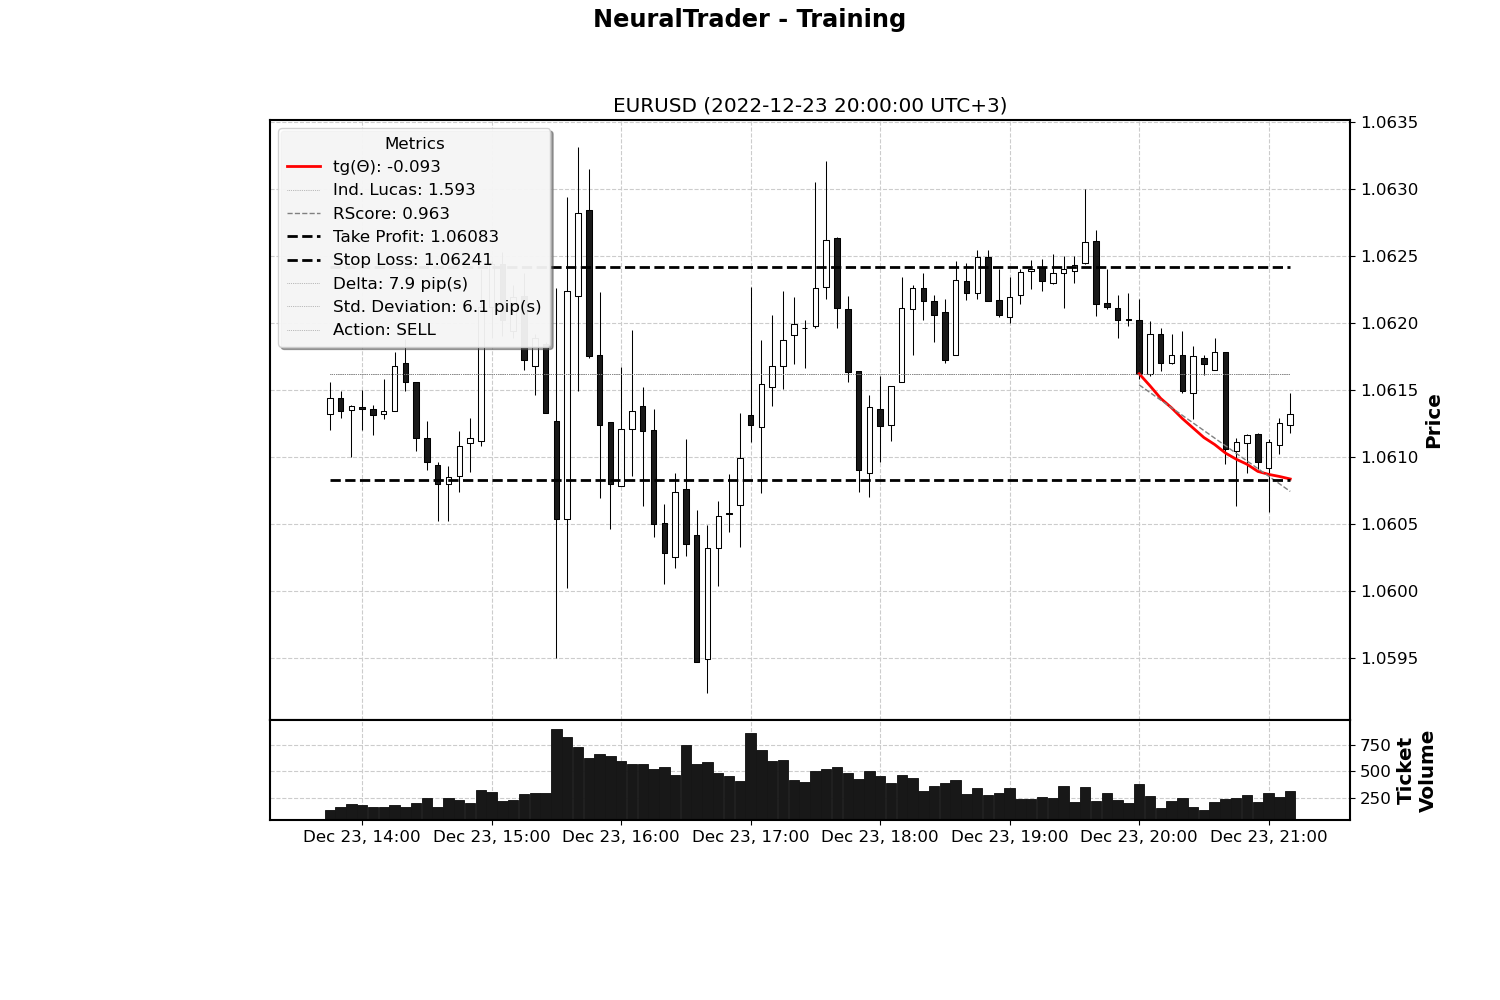 NeuralTrader - Training
EURUSD (2022-12-23 20:00:00 UTC+3)
Metrics
tg(Θ): -0.093
Ind. Lucas: 1.593
RScore: 0.963
Take Profit: 1.06083
Stop Loss: 1.06241
Delta: 7.9 pip(s)
Std. Deviation: 6.1 pip(s)
Action: SELL
1.0635
1.0630
1.0625
1.0620
1.0615
1.0610
1.0605
1.0600
1.0595
Price
750
500
250
Ticket
Volume
Dec 23, 14:00 Dec 23, 15:00 Dec 23, 16:00 Dec 23, 17:00 Dec 23, 18:00 Dec 23, 19:00 Dec 23, 20:00 Dec 23, 21:00